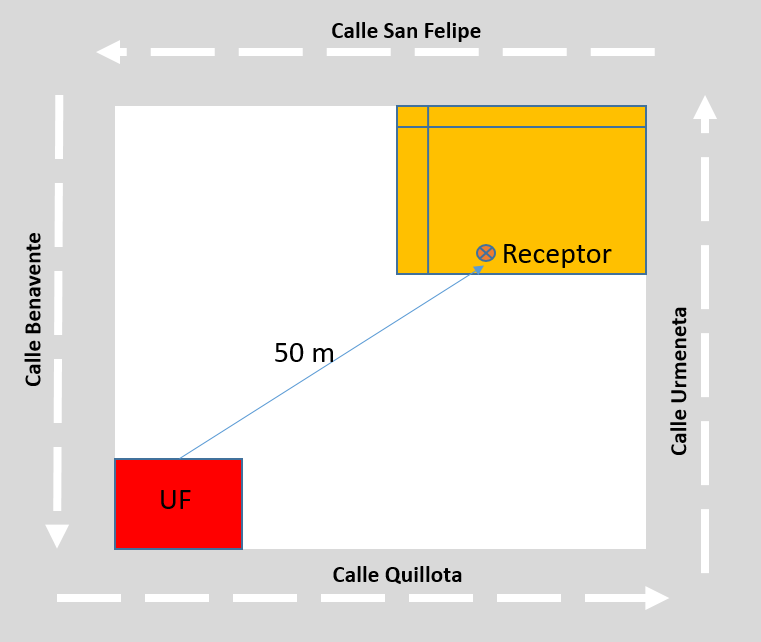 Calle San Felipe
Receptor
Calle Benavente
50 m
Calle Urmeneta
UF
Calle Quillota